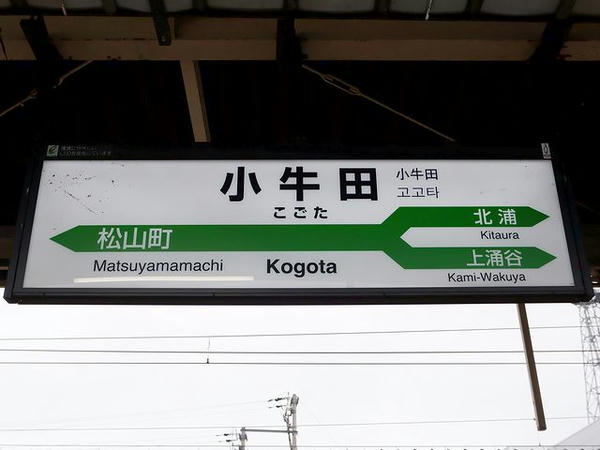 小牛田
こごた
小牛田
고고타
松山町
Matsuyamamachi
Kogota
北浦
Kitaura
上涌谷
Kami-Wakuya